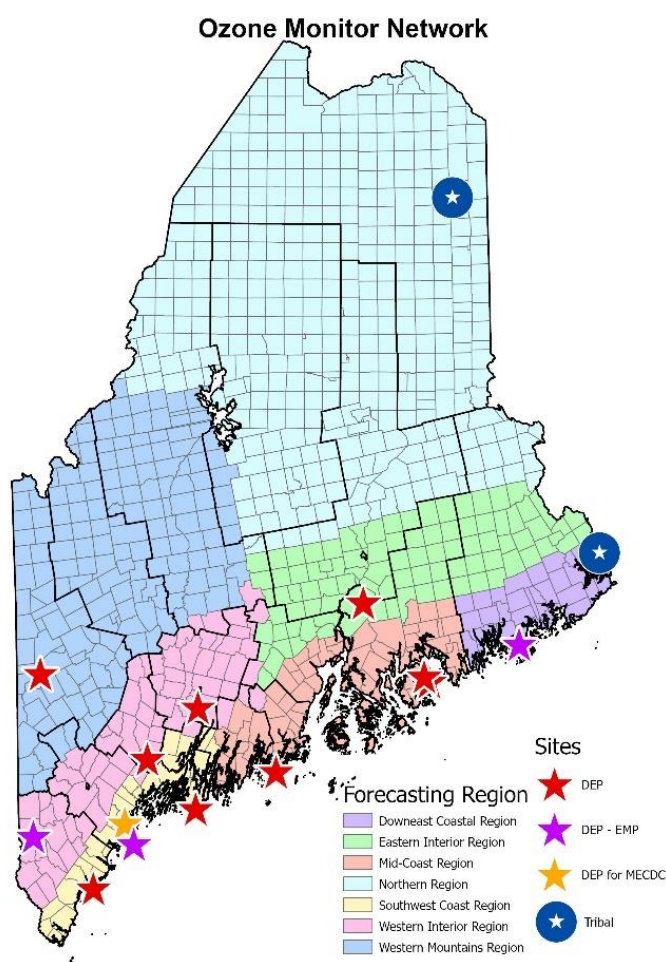 Ozone Monitor Network
Sites
DEP
DEP - EMP
DEP for MECDC
Tribal
Forecasting Region
Downeast Coastal Region
Eastern Interior Region
Mid-Coast Region
Northern Region
Southwest Coast Region
Western Interior Region
Western Mountains Region